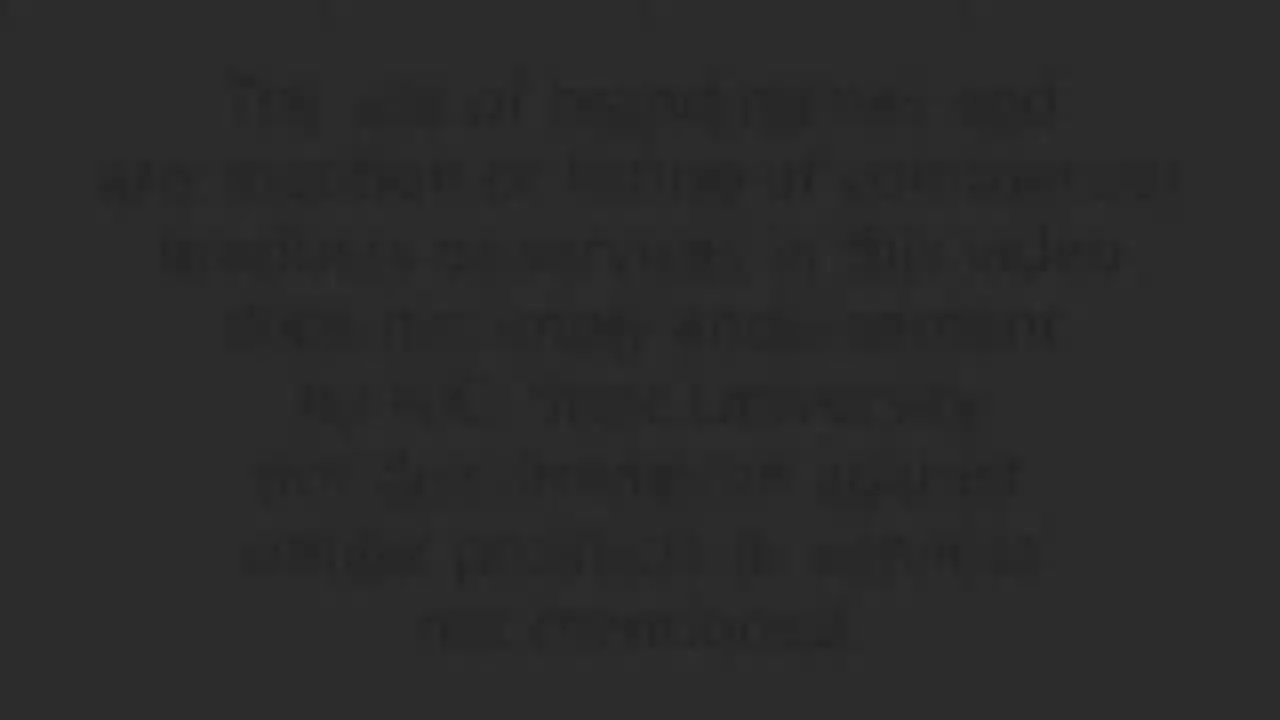 The use of brand names and
any mention or listing of commercial
products or services in this video
does not imply endorsement
by N.C. State University
nor discrimination against
similar products or services
not mentioned.